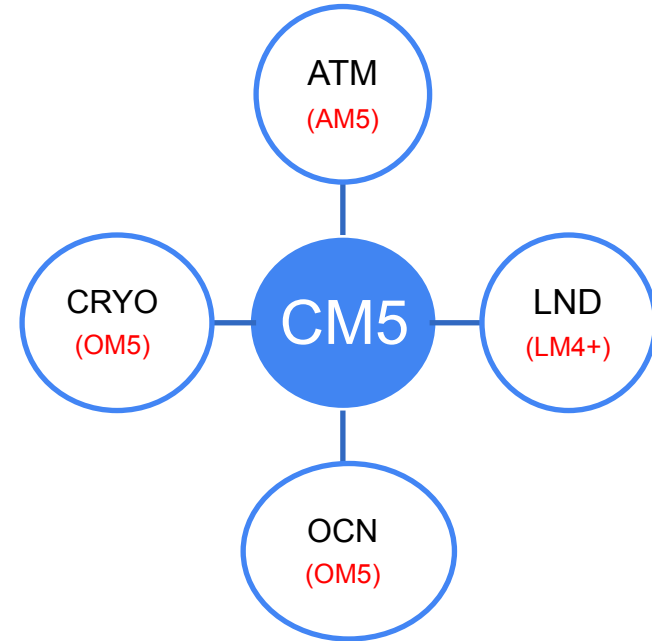 ATM
(AM5)
CRYO
(OM5)
CM5
LND
(LM4+)
OCN
(OM5)